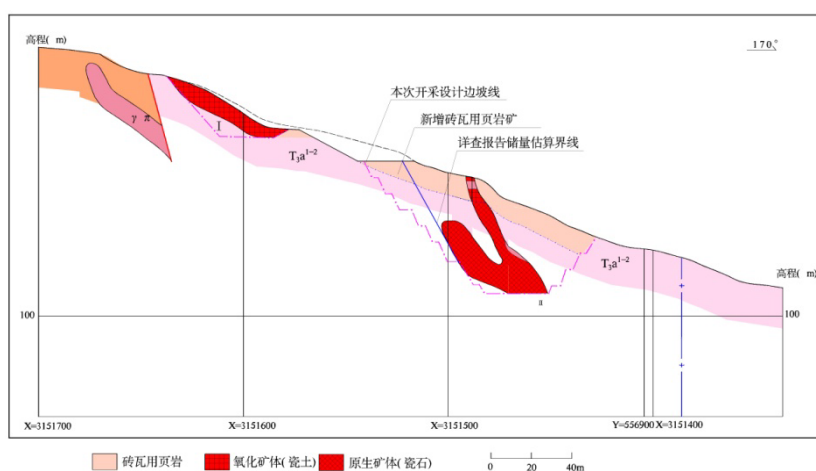 高程( m)
170°
本次开采设计边坡线
新增砖瓦用页岩矿
详查报告储量估算界线
γ π
I
T₃a¹⁻²
T₃a¹⁻²
高程( m)
II
100
100
X=3151700
X=3151600
X=3151500
Y=556900
X=3151400
砖瓦用页岩
氧化矿体( 瓷土)
原生矿体( 瓷石)
0 20 40m